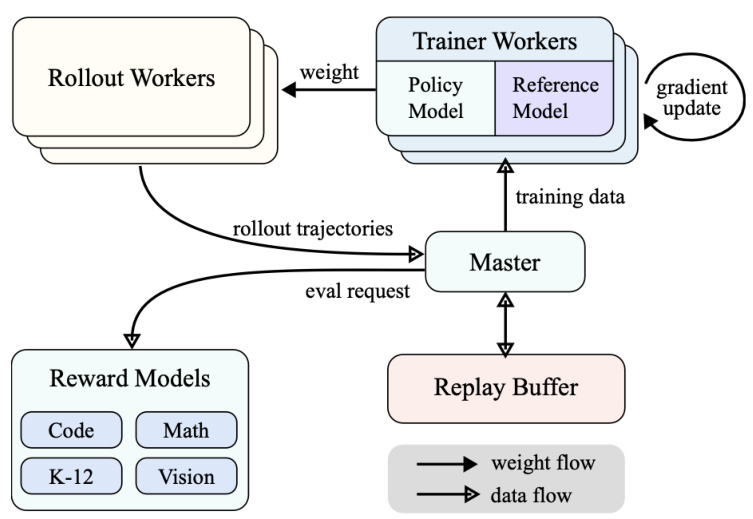 Rollout Workers
weight
Trainer Workers
Policy
Model
Reference
Model
gradient
update
training data
rollout trajectories
Master
eval request
Reward Models
Code
Math
K-12
Vision
Replay Buffer
weight flow
data flow